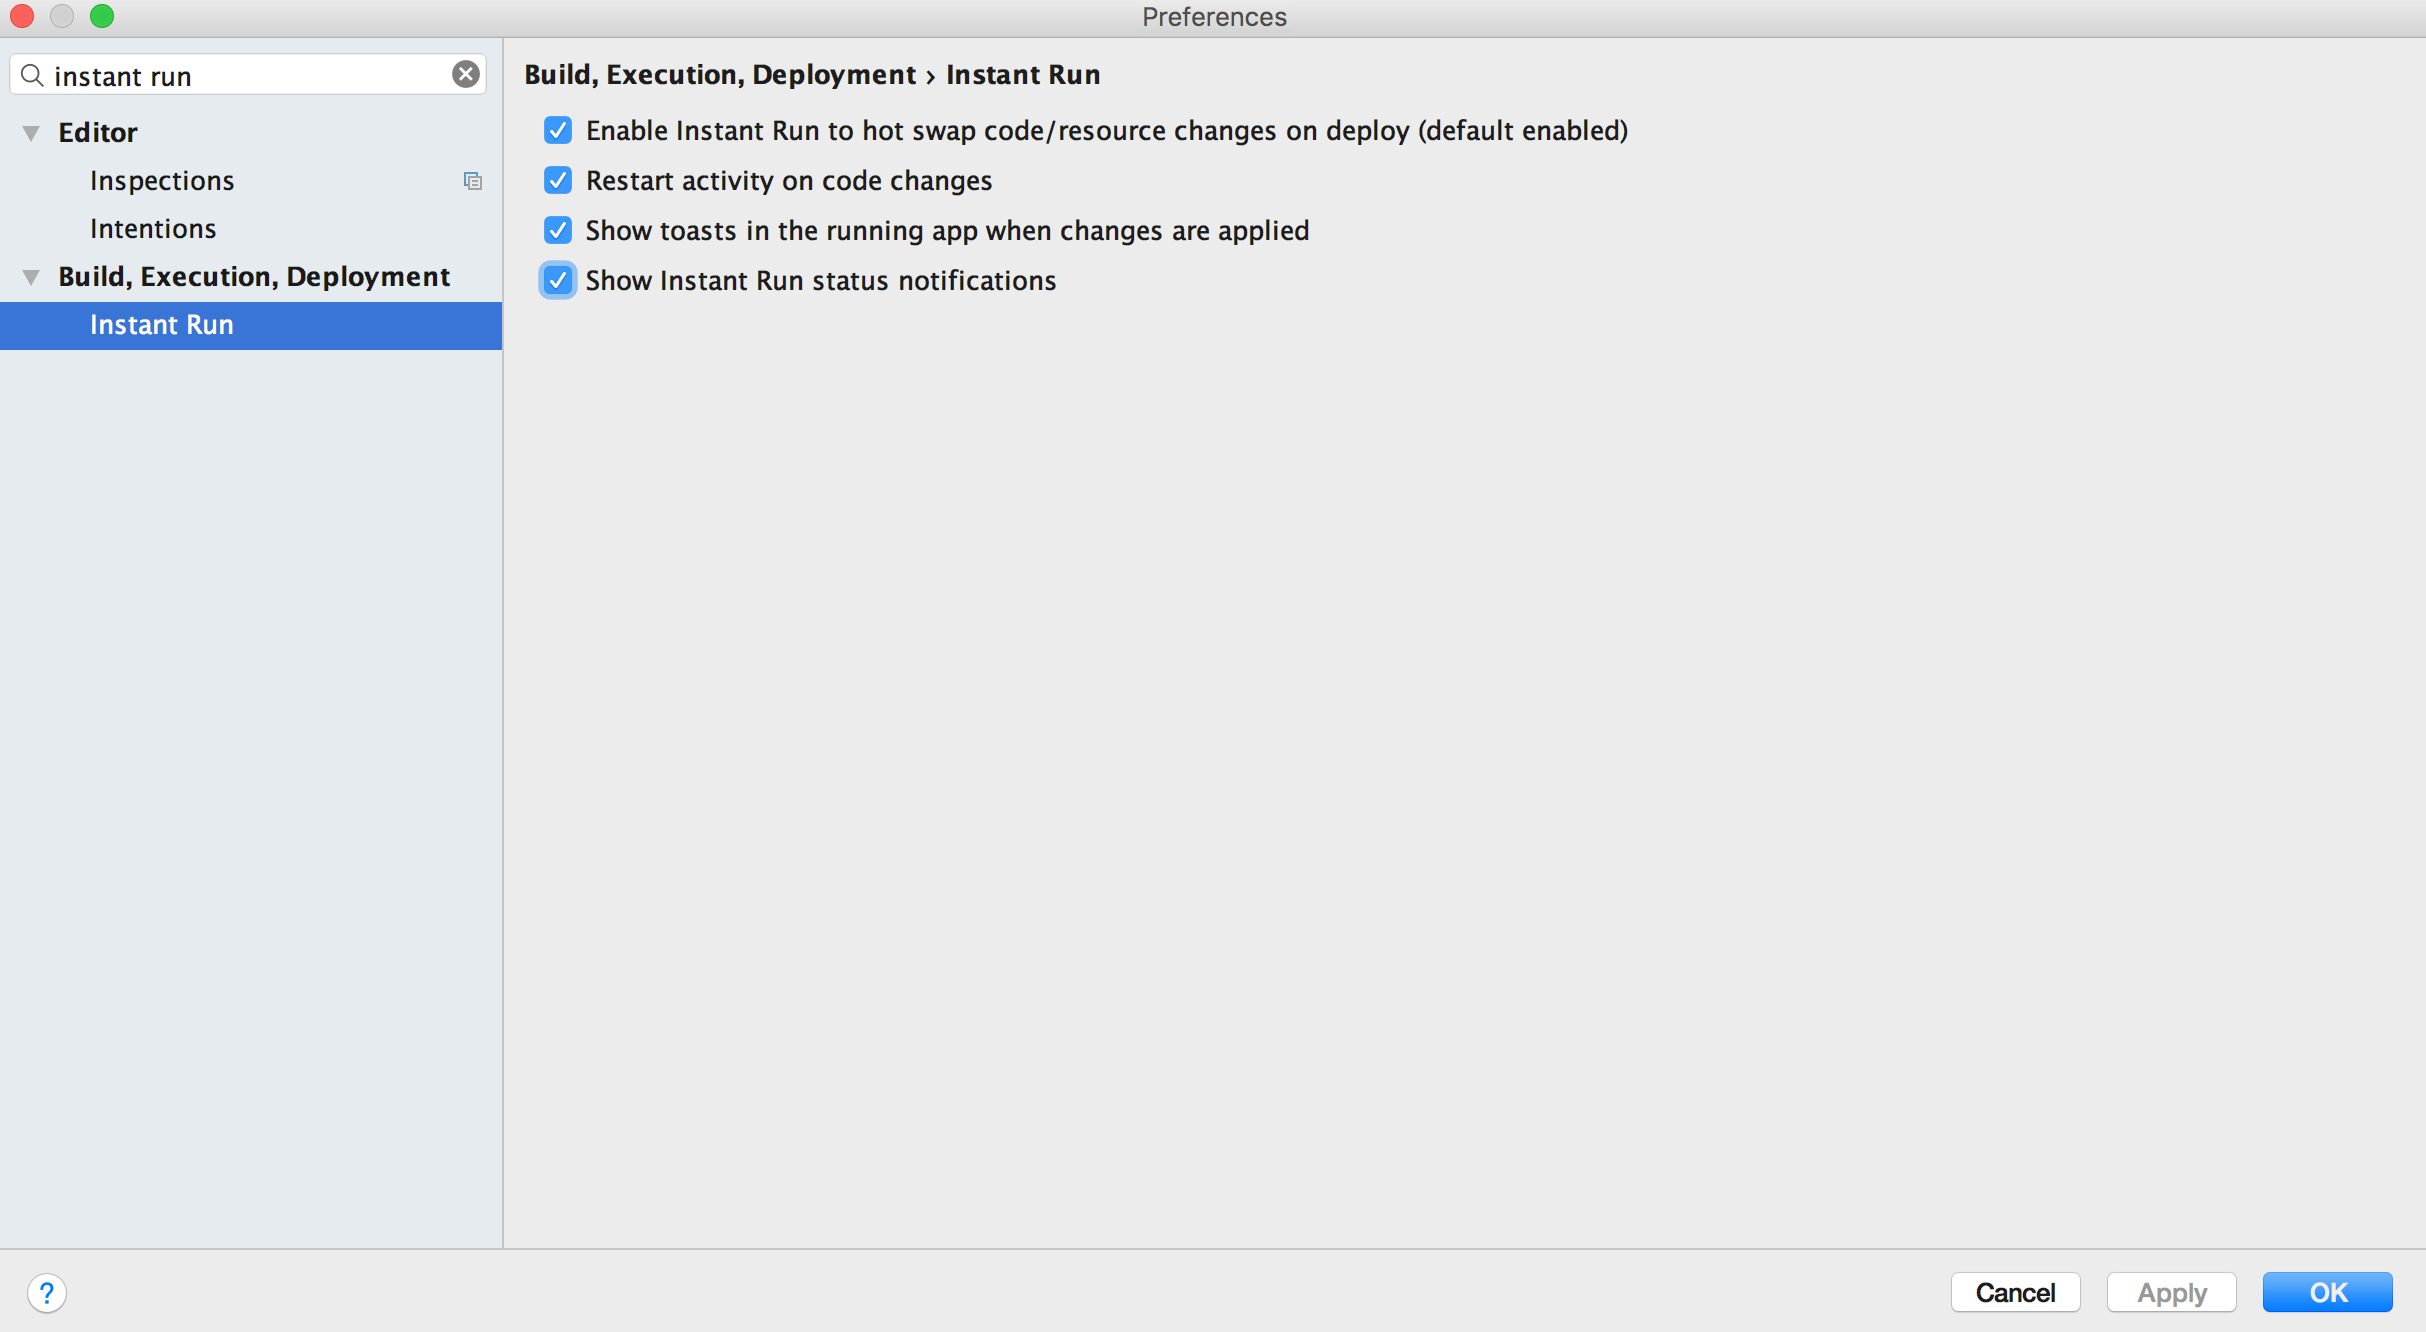 Preferences
instant run
Editor
Inspections
Intentions
Build, Execution, Deployment
Instant Run
Build, Execution, Deployment › Instant Run
Enable Instant Run to hot swap code/resource changes on deploy (default enabled)
Restart activity on code changes
Show toasts in the running app when changes are applied
Show Instant Run status notifications
?
Cancel
Apply
OK